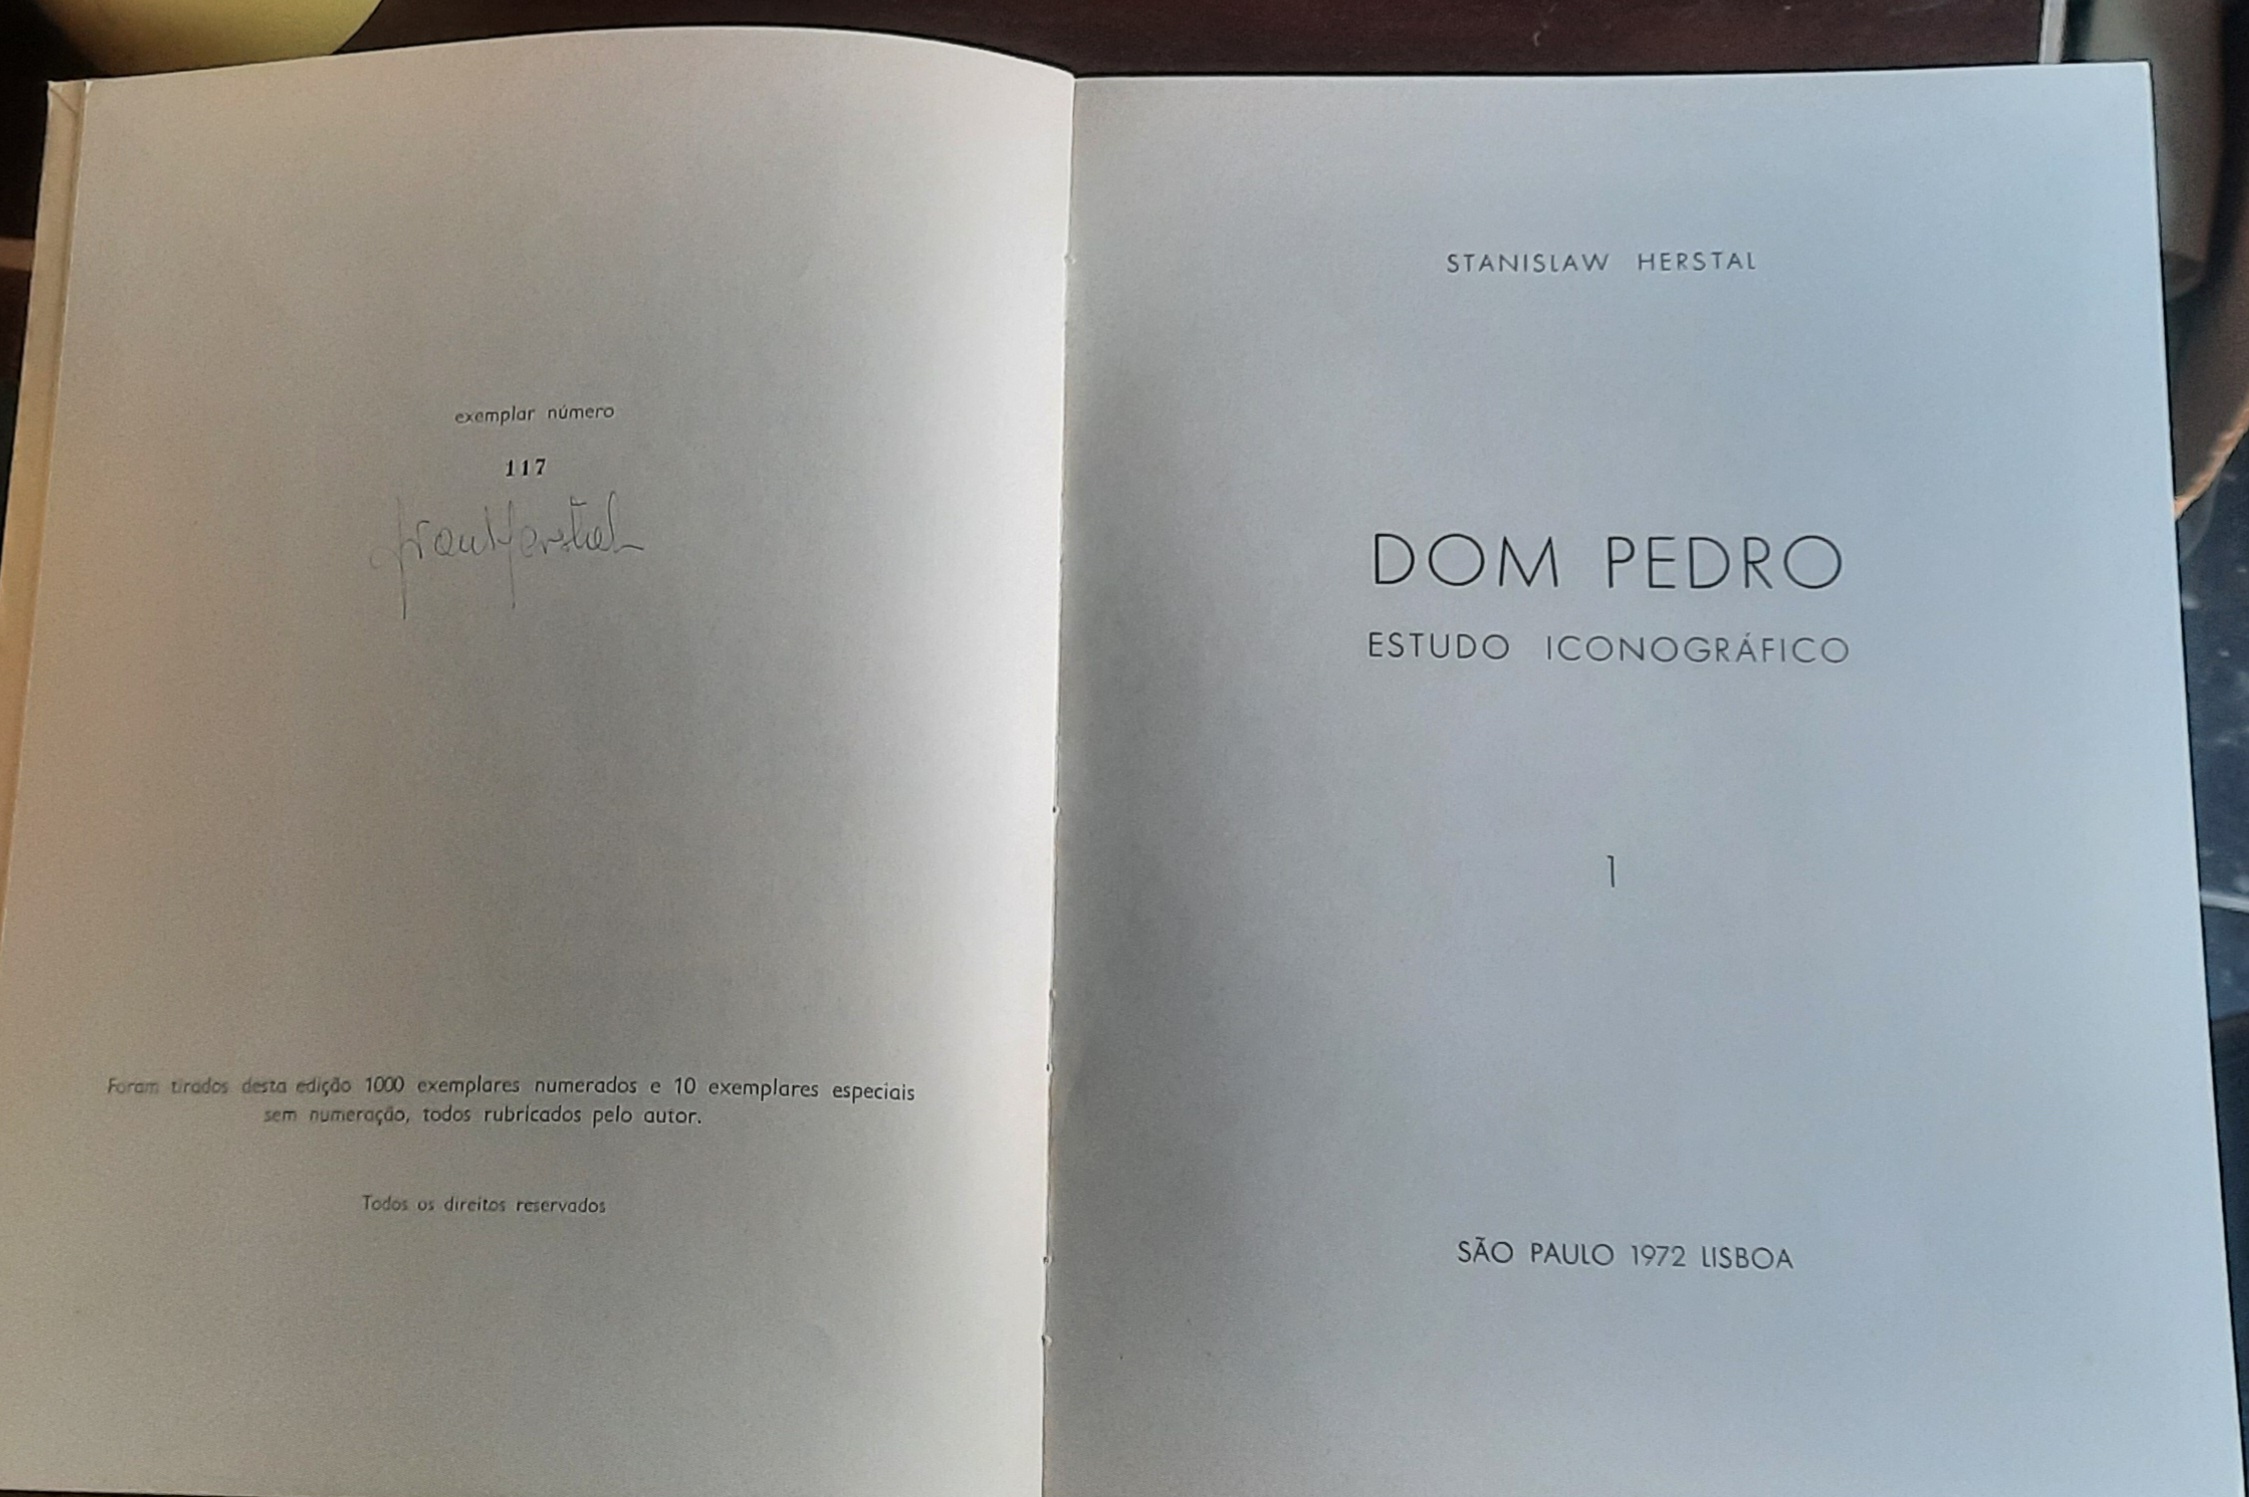 exemplar número
117
Foram tirados desta edição 1000 exemplares numerados e 10 exemplares especiais
sem numeração, todos rubricados pelo autor.
Todos os direitos reservados
STANISLAW HERSTAL
DOM PEDRO
ESTUDO ICONOGRÁFICO
1
SÃO PAULO 1972 LISBOA